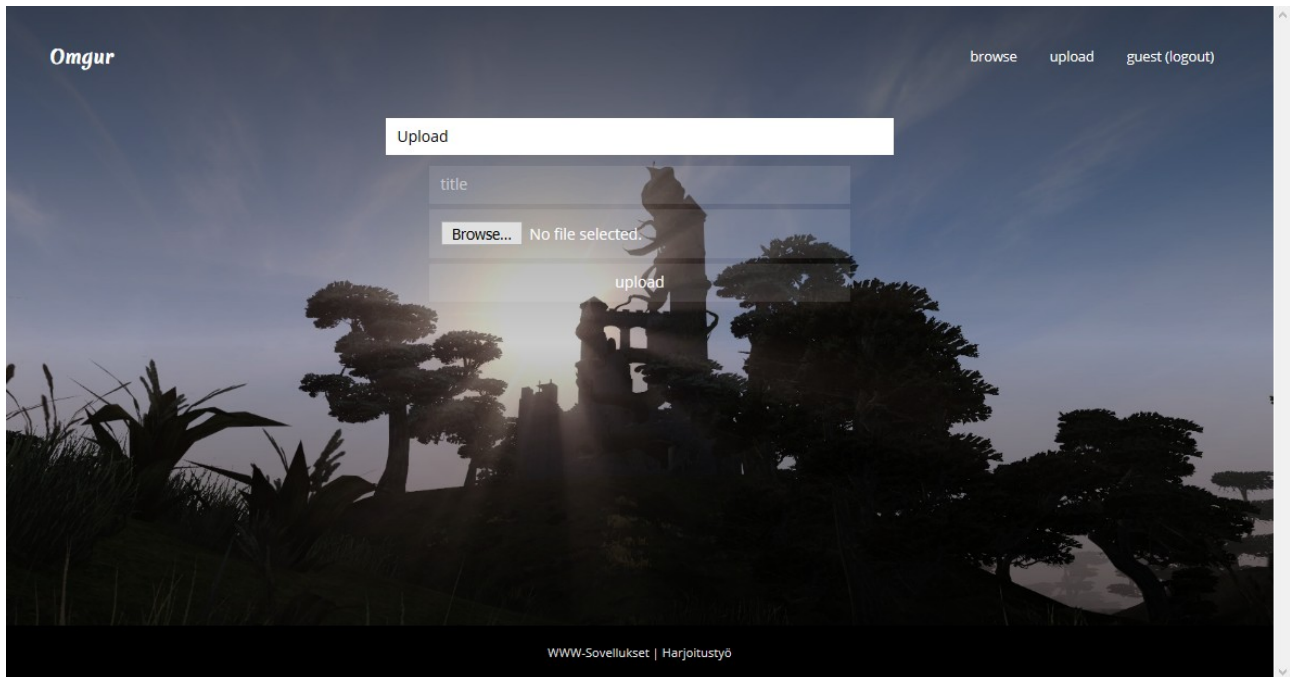 Omgur
browse upload guest (logout)
Upload
title
Browse... No file selected.
upload
WWW-Sovellukset | Harjoitustyö